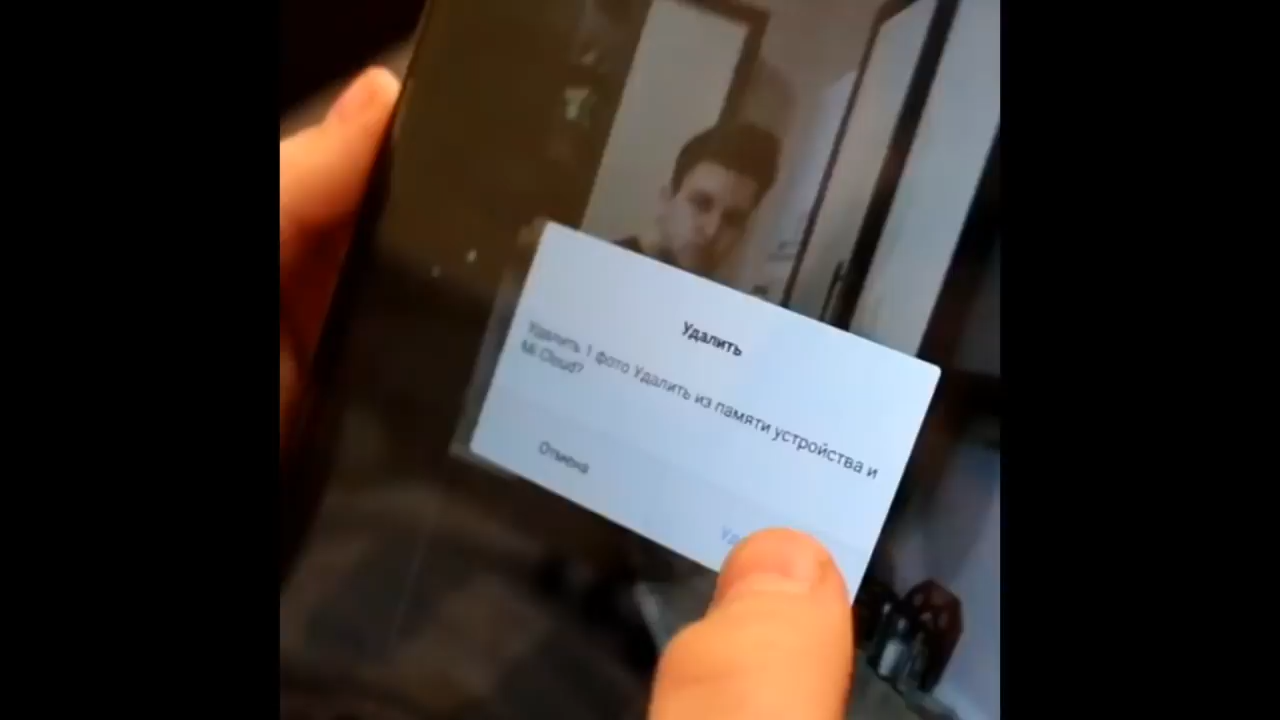 Удалить
Удалить 1 фото Удалить из памяти устройства и
Mi Cloud?
Отмена